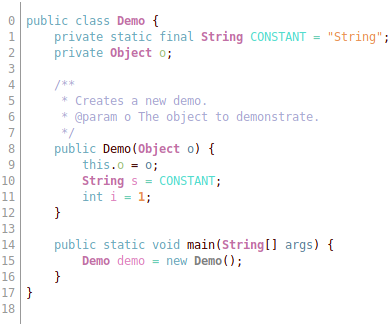 0 public class Demo {
1     private static final String CONSTANT = "String";
2     private Object o;
3
4     /**
5      * Creates a new demo.
6      * @param o The object to demonstrate.
7      */
8     public Demo(Object o) {
9         this.o = o;
10         String s = CONSTANT;
11         int i = 1;
12     }
13
14     public static void main(String[] args) {
15         Demo demo = new Demo();
16     }
17 }
18